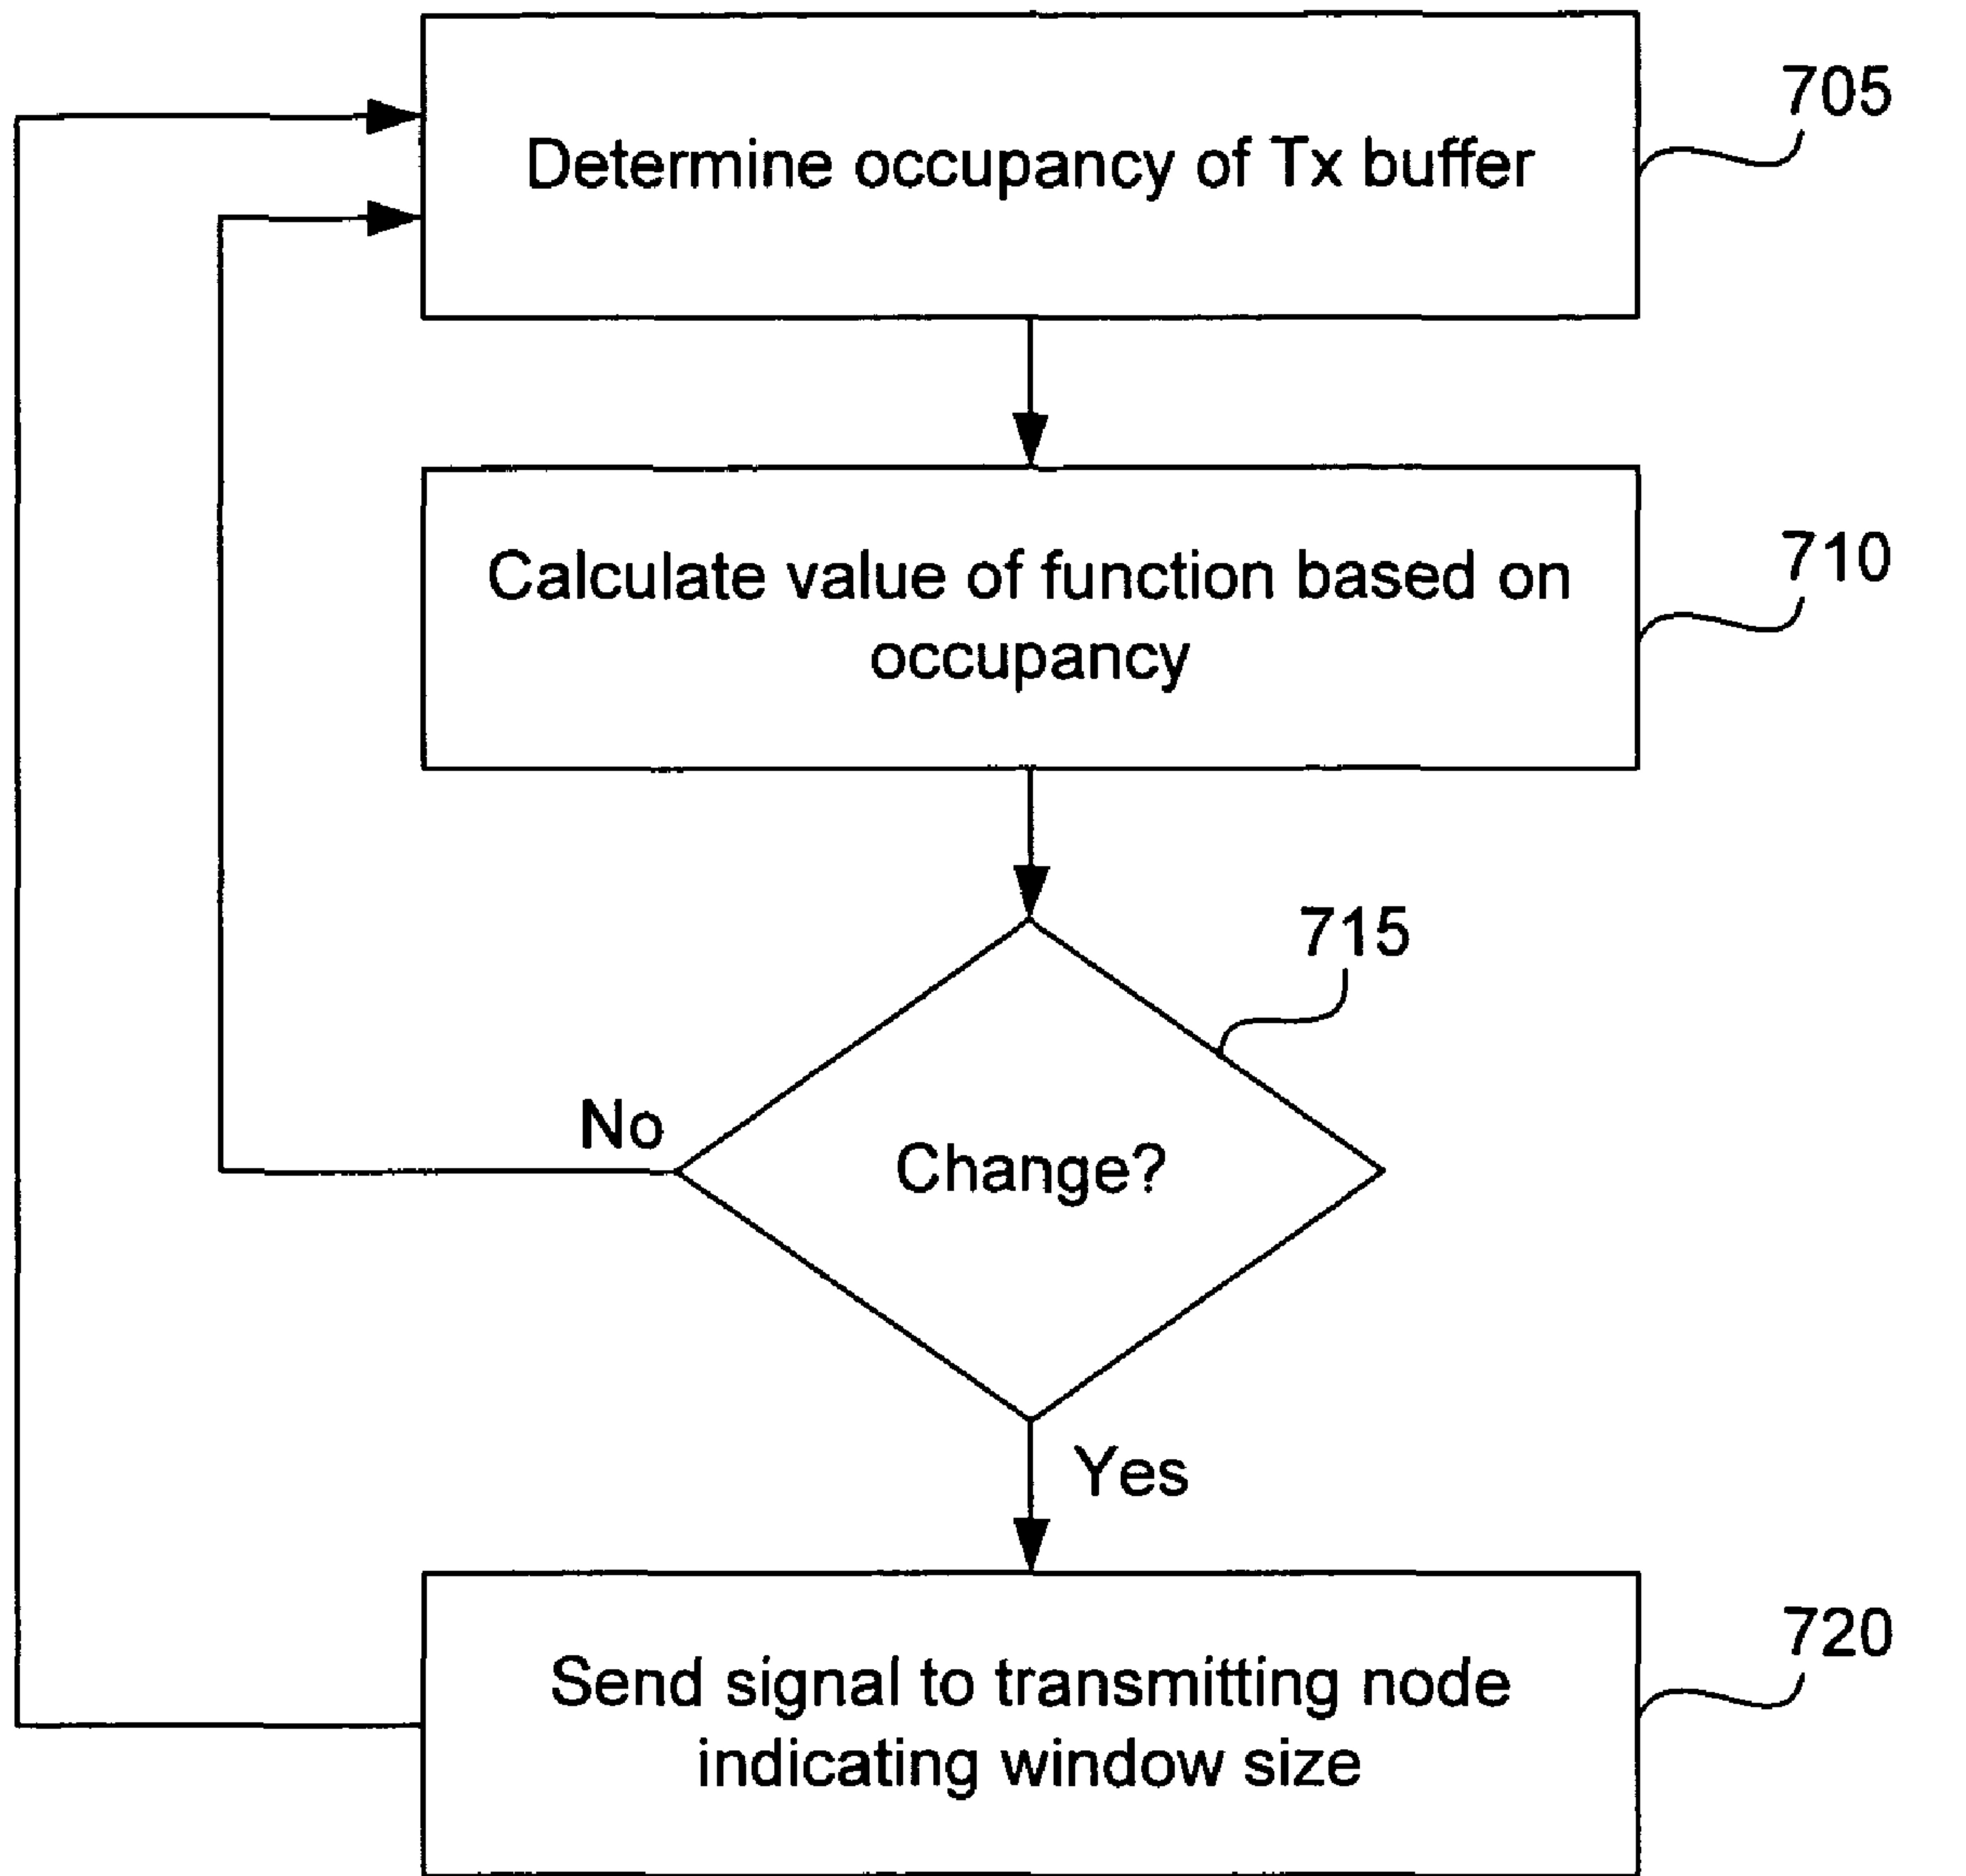 Determine occupancy of Tx buffer
705
Calculate value of function based on
occupancy
710
715
Change?
No
Yes
Send signal to transmitting node
indicating window size
720